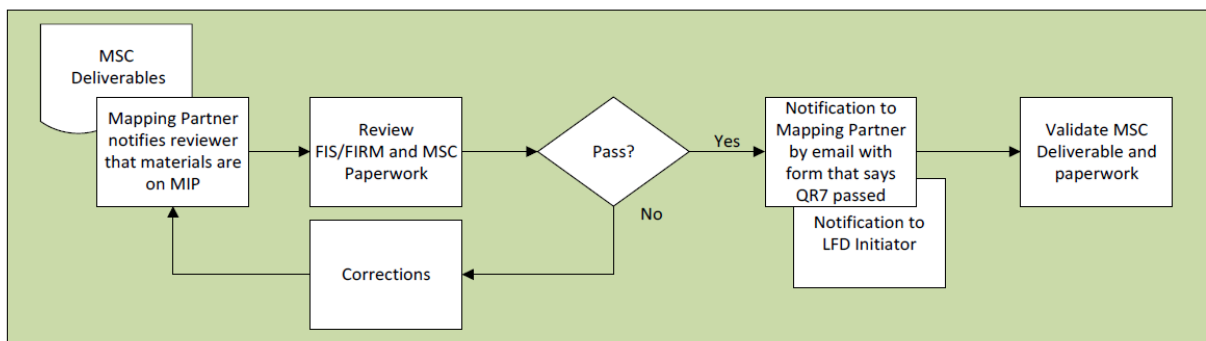 MSC
Deliverables
Mapping Partner
notifies reviewer
that materials are
on MIP
Review
FIS/FIRM and MSC
Paperwork
Pass?
Yes
No
Corrections
Notification to
Mapping Partner
by email with
form that says
QR7 passed
Notification to
LFD Initiator
Validate MSC
Deliverable and
paperwork